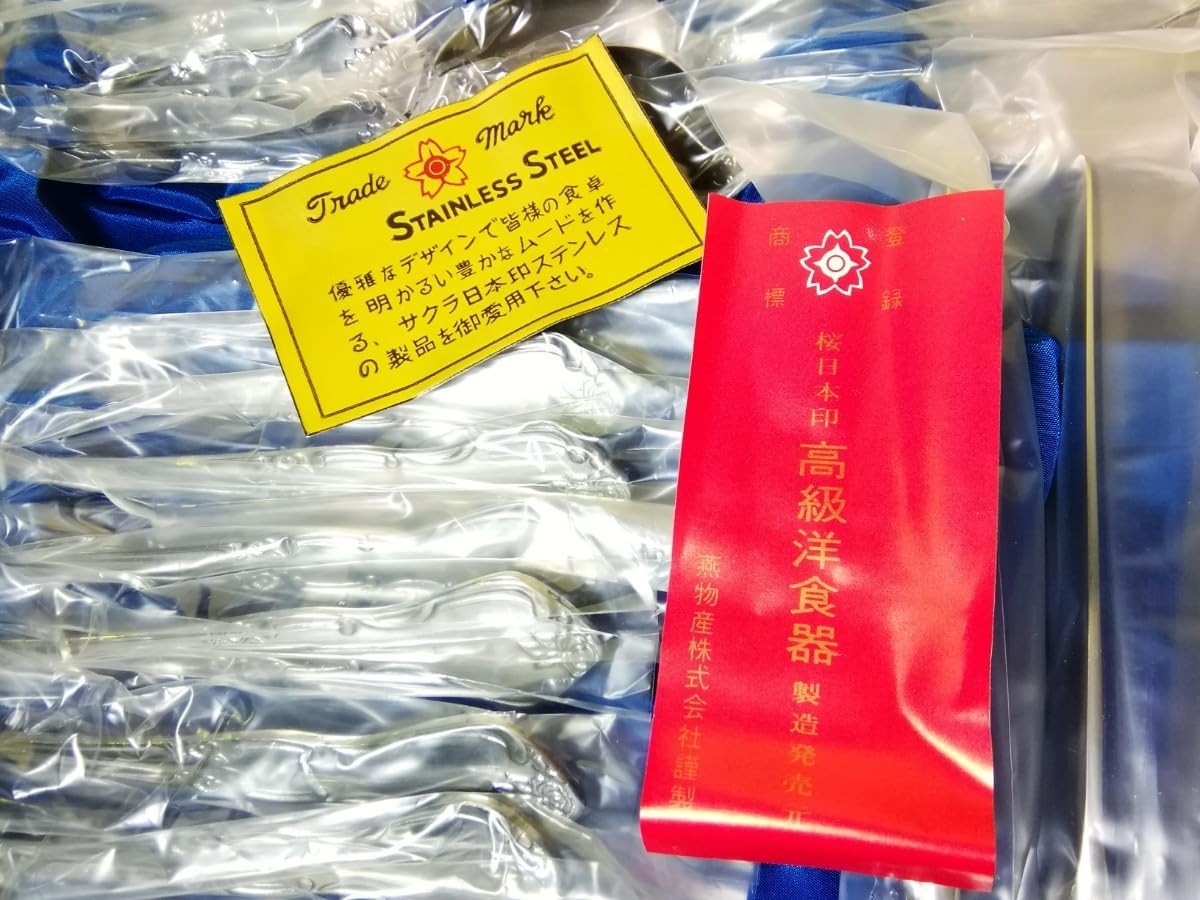 Trade Mark
STAINLESS STEEL
優雅なデザインで皆様の食卓
を明かるい豊かなムードを作
る、サクラ日本印ステンレス
の製品を御愛用下さい。
登録
商標
桜日本印高級洋食器製造発売元
燕物産株式会社謹製